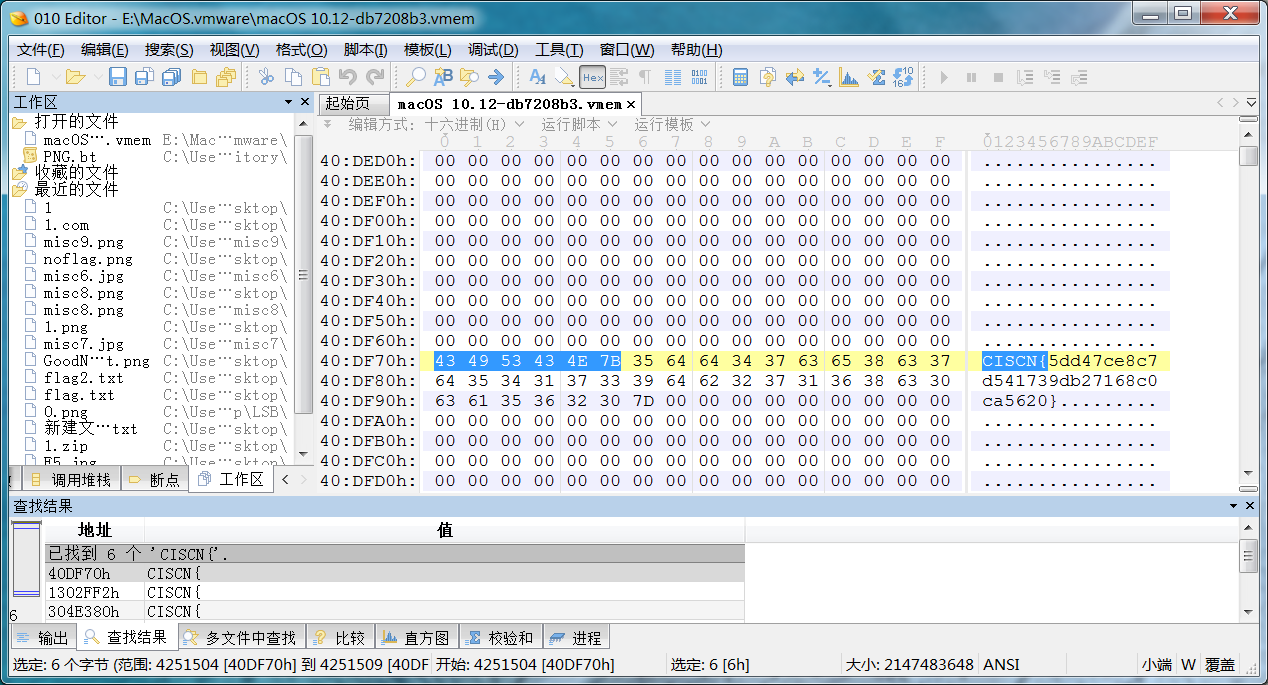 010 Editor - E:\MacOS.vmware\macOS 10.12-db7208b3.vmem
文件(F) 编辑(E) 搜索(S) 视图(V) 格式(O) 脚本(I) 模板(L) 调试(D) 工具(T) 窗口(W) 帮助(H)
工作区
起始页 macOS 10.12-db7208b3.vmem ×
打开的文件
macOS….vmem E:\Mac…mware\
PNG.bt C:\Use…itory\
收藏的文件
最近的文件
1 C:\Use…sktop\
1.com C:\Use…sktop\
misc9.png C:\Use…misc9\
noflag.png C:\Use…sktop\
misc6.jpg C:\Use…misc6\
misc8.png C:\Use…sktop\
misc8.png C:\Use…misc8\
1.png C:\Use…sktop\
misc7.jpg C:\Use…misc7\
GoodN…t.png C:\Use…sktop\
flag2.txt C:\Use…sktop\
flag.txt C:\Use…sktop\
0.png C:\Use…p\LSB\
新建文…txt C:\Use…sktop\
1.zip C:\Use…sktop\
调用堆栈 断点 工作区
编辑方式: 十六进制(H) 运行脚本 运行模板
0 1 2 3 4 5 6 7 8 9 A B C D E F 0123456789ABCDEF
40:DED0h: 00 00 00 00 00 00 00 00 00 00 00 00 00 00 00 00 ................
40:DEE0h: 00 00 00 00 00 00 00 00 00 00 00 00 00 00 00 00 ................
40:DEF0h: 00 00 00 00 00 00 00 00 00 00 00 00 00 00 00 00 ................
40:DF00h: 00 00 00 00 00 00 00 00 00 00 00 00 00 00 00 00 ................
40:DF10h: 00 00 00 00 00 00 00 00 00 00 00 00 00 00 00 00 ................
40:DF20h: 00 00 00 00 00 00 00 00 00 00 00 00 00 00 00 00 ................
40:DF30h: 00 00 00 00 00 00 00 00 00 00 00 00 00 00 00 00 ................
40:DF40h: 00 00 00 00 00 00 00 00 00 00 00 00 00 00 00 00 ................
40:DF50h: 00 00 00 00 00 00 00 00 00 00 00 00 00 00 00 00 ................
40:DF60h: 00 00 00 00 00 00 00 00 00 00 00 00 00 00 00 00 ................
40:DF70h: 43 49 53 43 4E 7B 35 64 64 34 37 63 65 38 63 37 CISCN{5dd47ce8c7
40:DF80h: 64 35 34 31 37 33 39 64 62 32 37 31 36 38 63 30 d541739db27168c0
40:DF90h: 63 61 35 36 32 30 7D 00 00 00 00 00 00 00 00 00 ca5620}.........
40:DFA0h: 00 00 00 00 00 00 00 00 00 00 00 00 00 00 00 00 ................
40:DFB0h: 00 00 00 00 00 00 00 00 00 00 00 00 00 00 00 00 ................
40:DFC0h: 00 00 00 00 00 00 00 00 00 00 00 00 00 00 00 00 ................
40:DFD0h: 00 00 00 00 00 00 00 00 00 00 00 00 00 00 00 00 ................
查找结果
地址 值
已找到 6 个 'CISCN{'.
40DF70h CISCN{
1302FF2h CISCN{
304E380h CISCN{
6
输出 查找结果 多文件中查找 比较 直方图 校验和 进程
选定: 6 个字节 (范围: 4251504 [40DF70h] 到 4251509 [40DF 开始: 4251504 [40DF70h] 选定: 6 [6h] 大小: 2147483648 ANSI 小端 W 覆盖